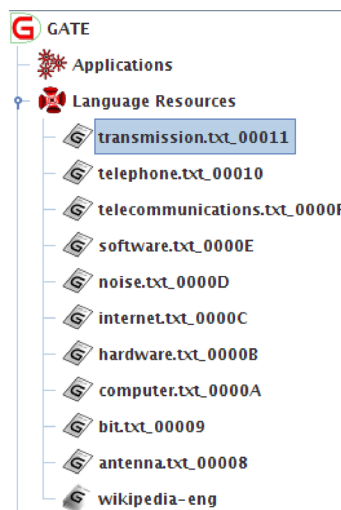 GATE
Applications
Language Resources
transmission.txt_00011
telephone.txt_00010
telecommunications.txt_0000F
software.txt_0000E
noise.txt_0000D
internet.txt_0000C
hardware.txt_0000B
computer.txt_0000A
bit.txt_00009
antenna.txt_00008
wikipedia-eng